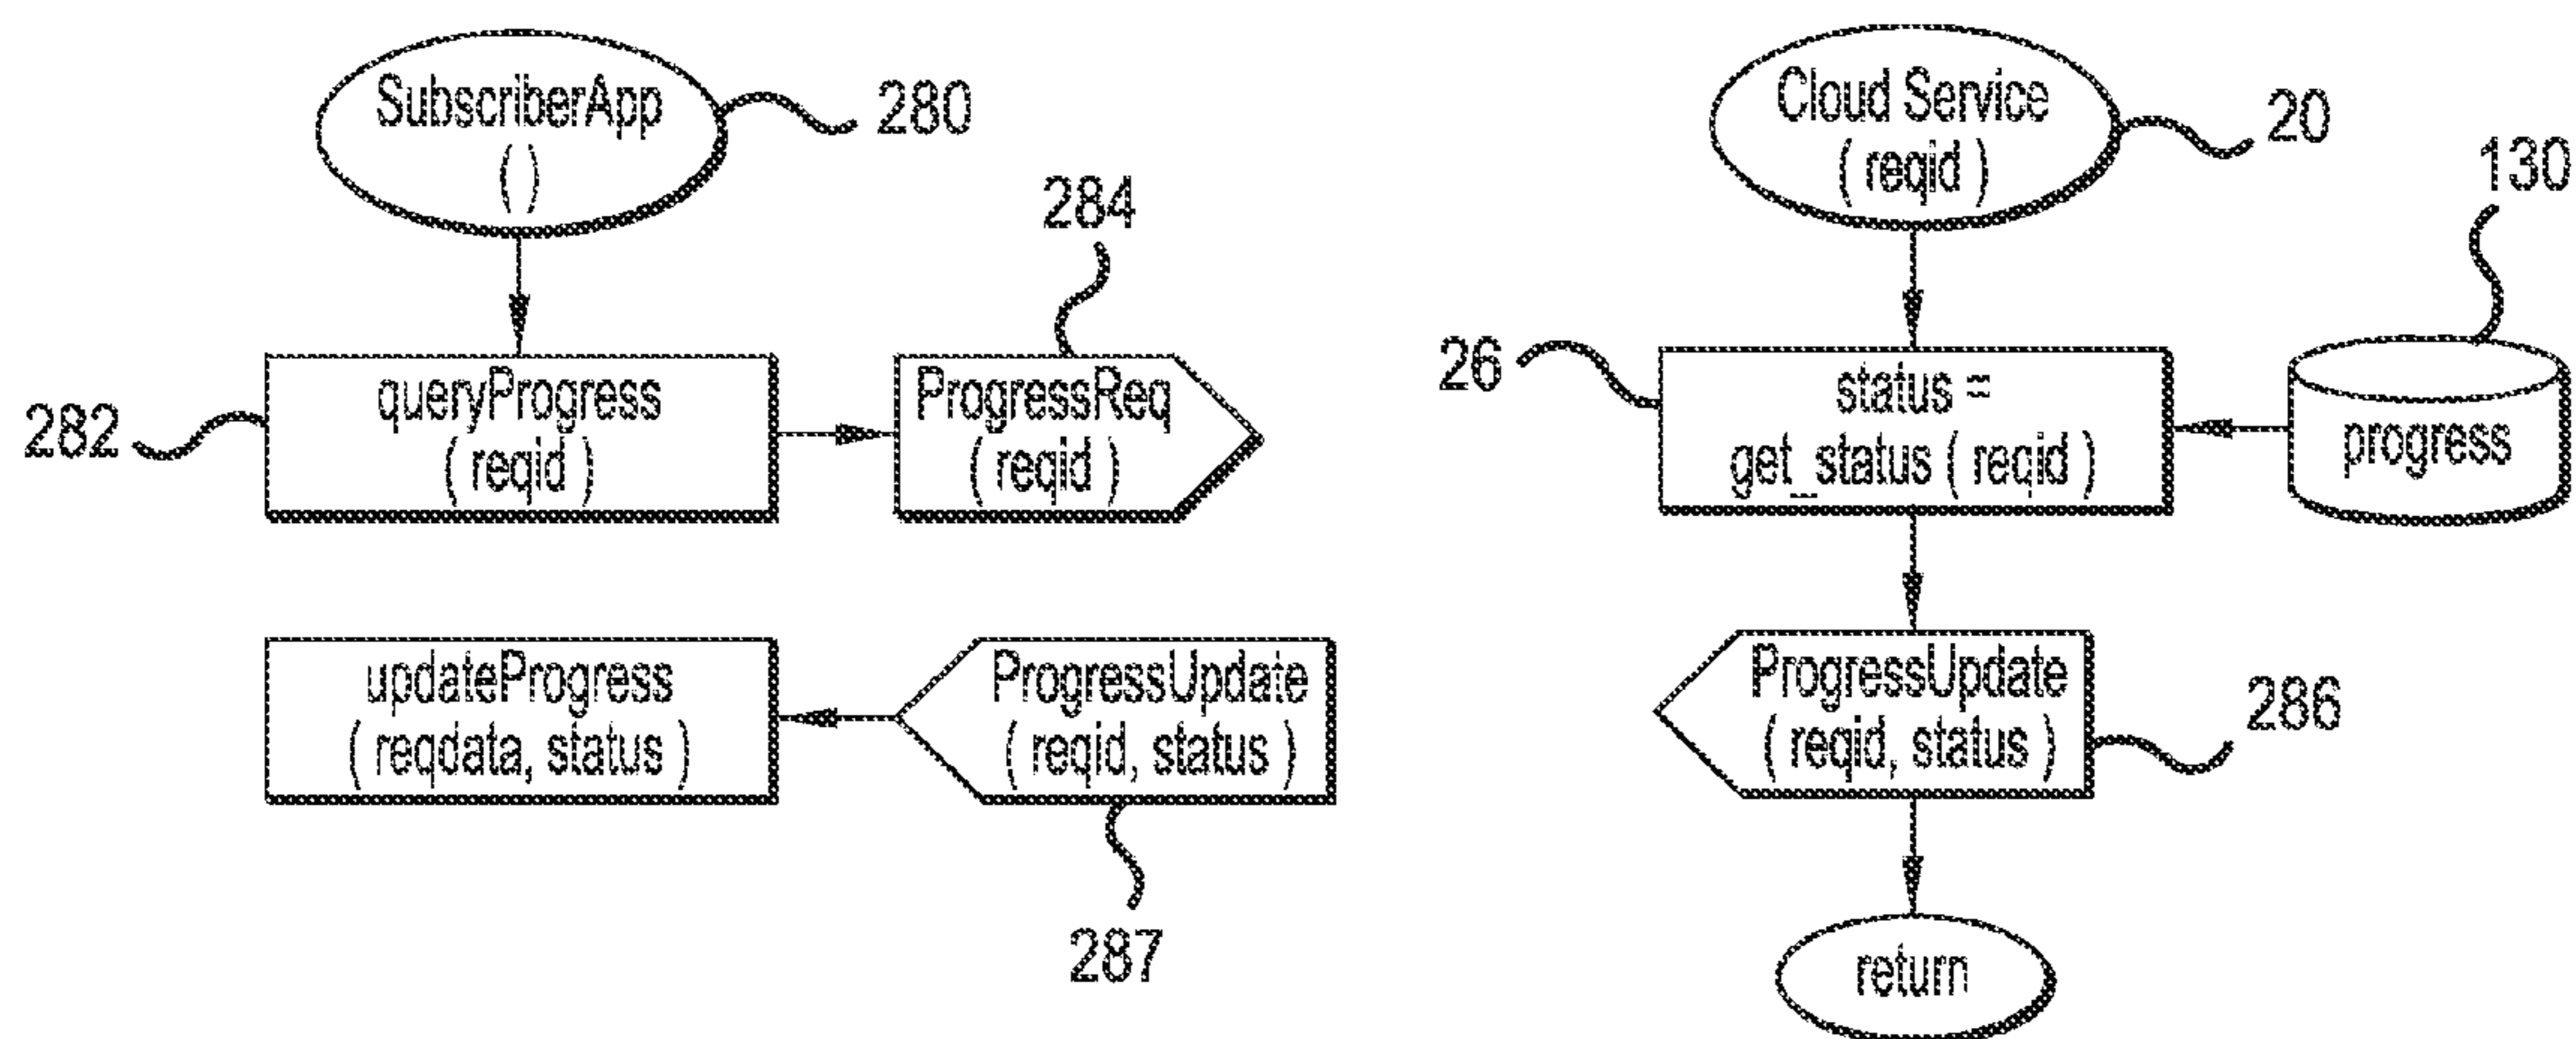 SubscriberApp
( )
280
queryProgress
( reqid )
282
284
ProgressReq
( reqid )
updateProgress
( reqdata, status )
ProgressUpdate
( reqid, status )
287
Cloud Service
( reqid )
20
130
26
status =
get_status ( reqid )
progress
ProgressUpdate
( reqid, status )
286
return